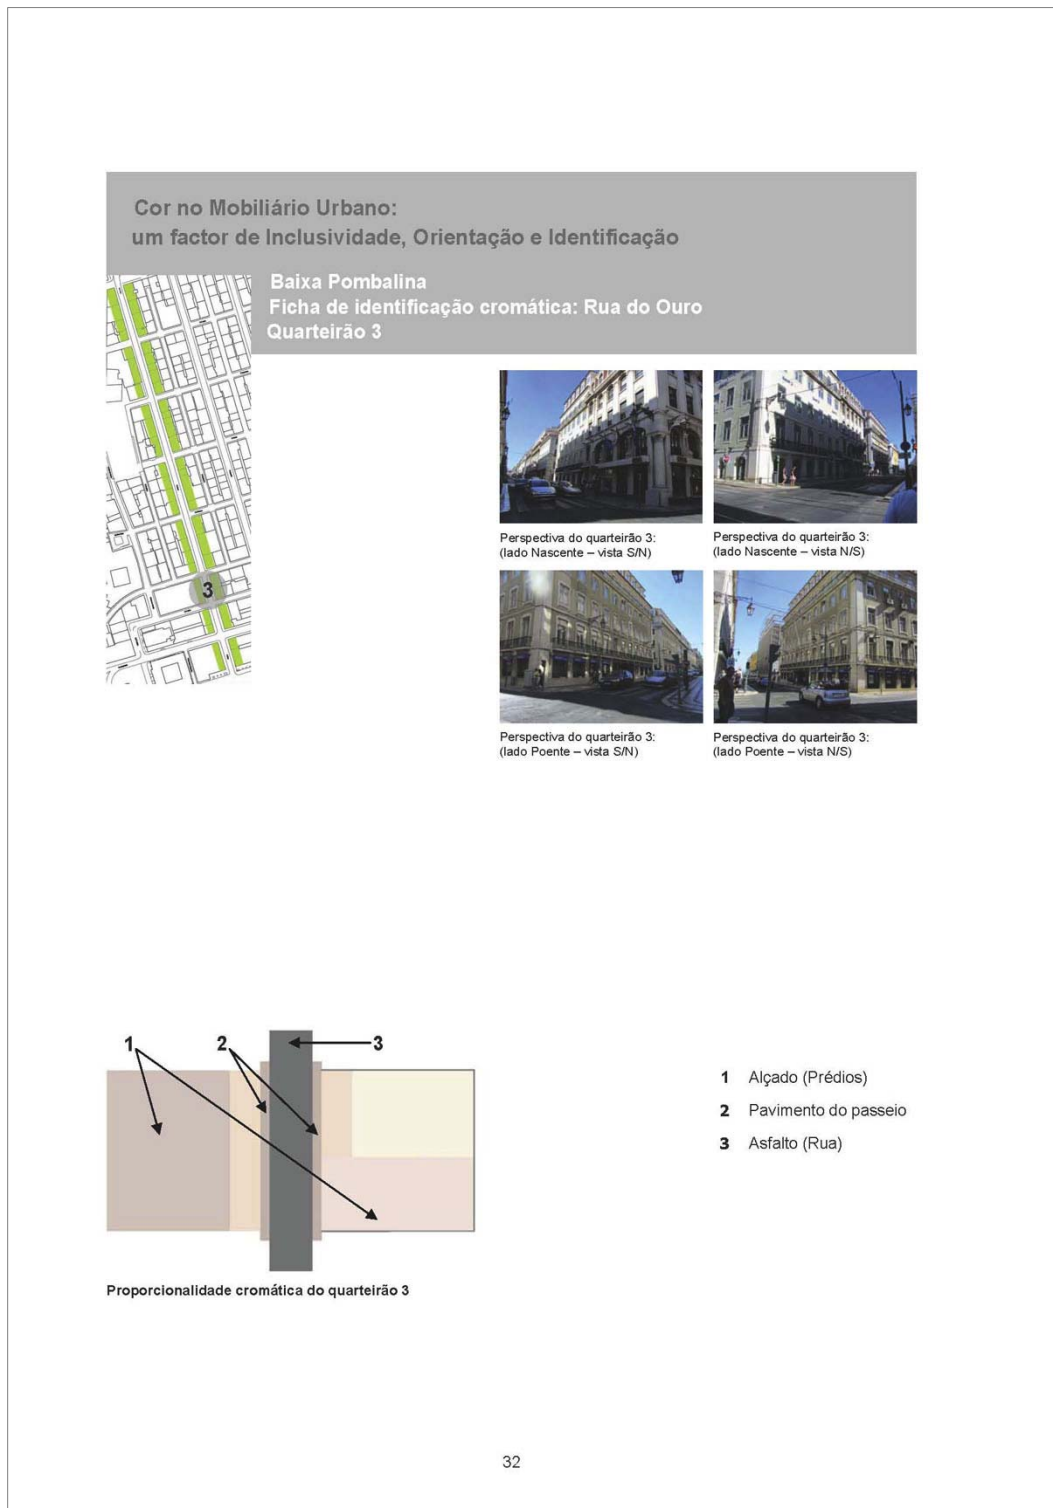 Cor no Mobiliário Urbano:
um factor de Inclusividade, Orientação e Identificação
Baixa Pombalina
Ficha de identificação cromática: Rua do Ouro
Quarteirão 3
3
Perspectiva do quarteirão 3:
(lado Nascente – vista S/N)
Perspectiva do quarteirão 3:
(lado Nascente – vista N/S)
Perspectiva do quarteirão 3:
(lado Poente – vista S/N)
Perspectiva do quarteirão 3:
(lado Poente – vista N/S)
1 2 3
1 Alçado (Prédios)
2 Pavimento do passeio
3 Asfalto (Rua)
Proporcionalidade cromática do quarteirão 3
32